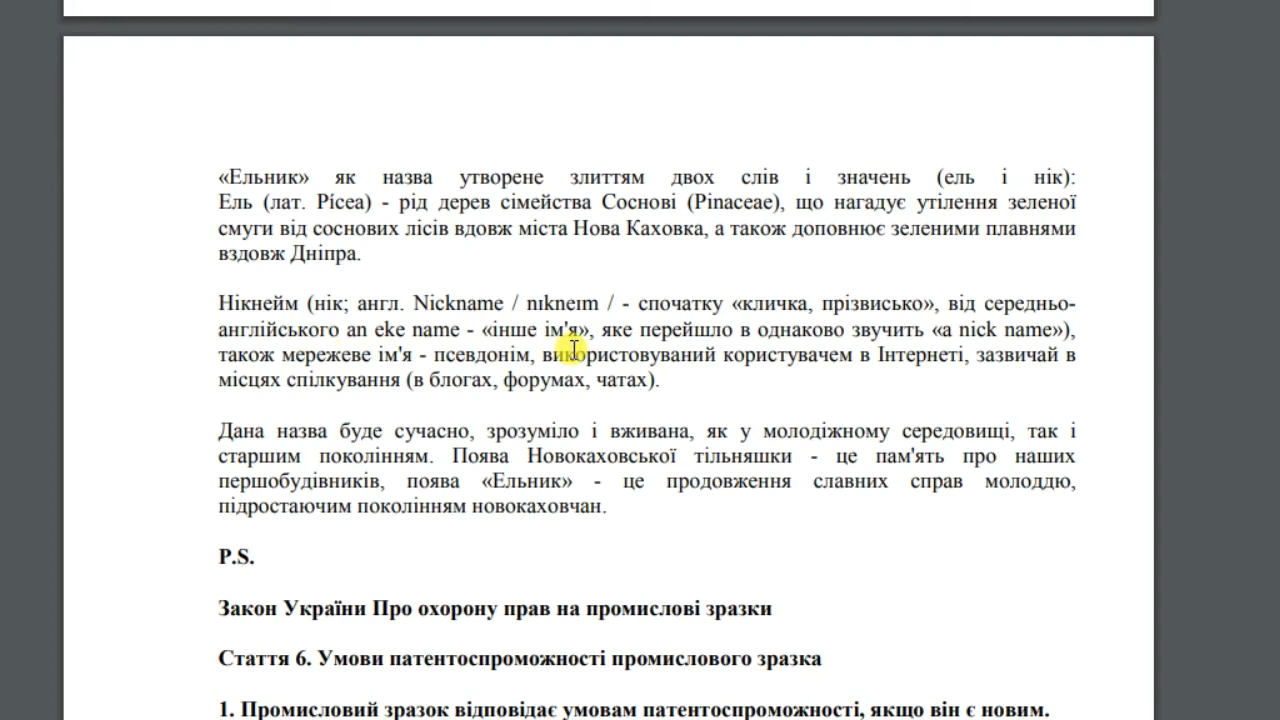 «Ельник» як назва утворене злиттям двох слів і значень (ель і нік):
Ель (лат. Pícea) - рід дерев сімейства Соснові (Pinaceae), що нагадує утілення зеленої
смуги від соснових лісів вдовж міста Нова Каховка, а також доповнює зеленими плавнями
вздовж Дніпра.
Нікнейм (нік; англ. Nickname / nıkneım / - спочатку «кличка, прізвисько», від середньо-
англійського an eke name - «інше ім'я», яке перейшло в однаково звучить «a nick name»),
також мережеве ім'я - псевдонім, використовуваний користувачем в Інтернеті, зазвичай в
місцях спілкування (в блогах, форумах, чатах).
Дана назва буде сучасно, зрозуміло і вживана, як у молодіжному середовищі, так і
старшим поколінням. Поява Новокаховської тільняшки - це пам'ять про наших
першобудівників, поява «Ельник» - це продовження славних справ молоддю,
підростаючим поколінням новокаховчан.
P.S.
Закон України Про охорону прав на промислові зразки
Стаття 6. Умови патентоспроможності промислового зразка
1. Промисловий зразок відповідає умовам патентоспроможності, якщо він є новим.